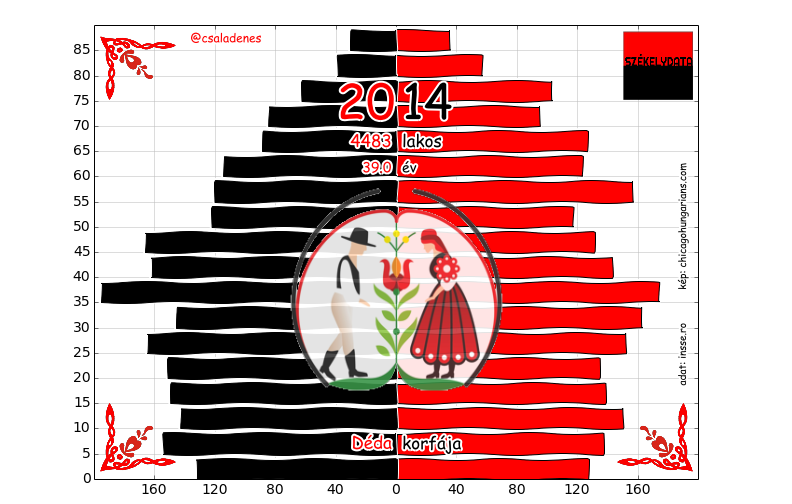 @csaladenes
SZÉKELYDATA
2014
4483 lakos
39.0 év
kép: chicagohungarians.com
adat: insse.ro
Déda korfája
85
80
75
70
65
60
55
50
45
40
35
30
25
20
15
10
5
0
160 120 80 40 0 40 80 120 160